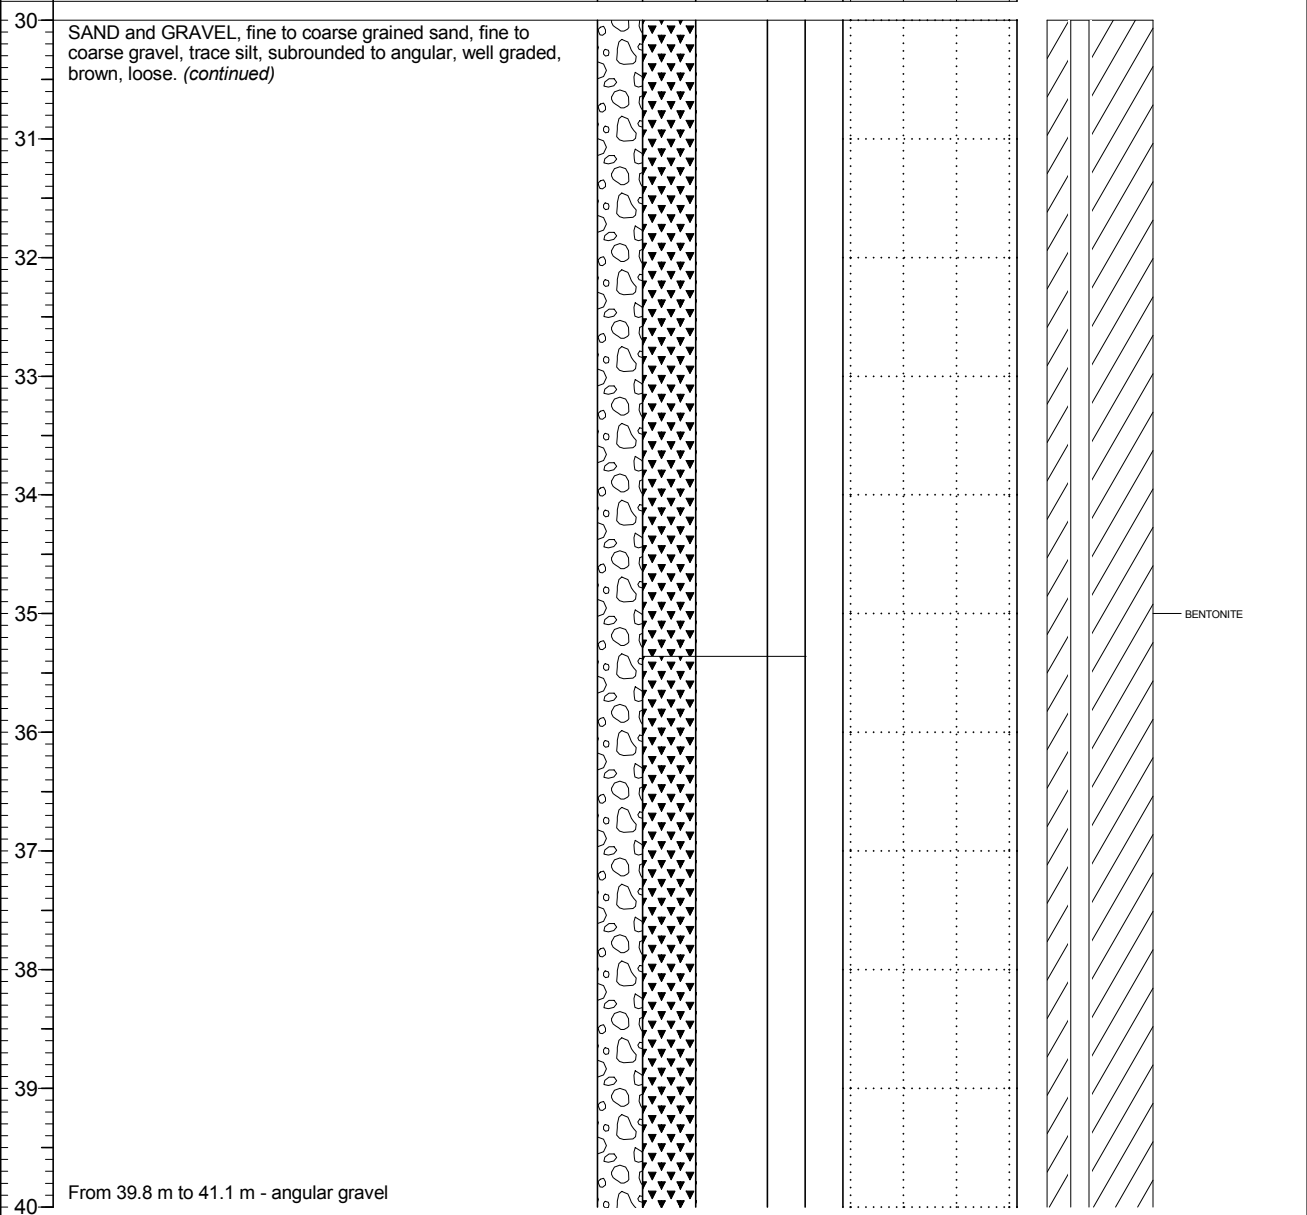 30
SAND and GRAVEL, fine to coarse grained sand, fine to
coarse gravel, trace silt, subrounded to angular, well graded,
brown, loose. (continued)
31
32
33
34
35
BENTONITE
36
37
38
39
From 39.8 m to 41.1 m - angular gravel
40